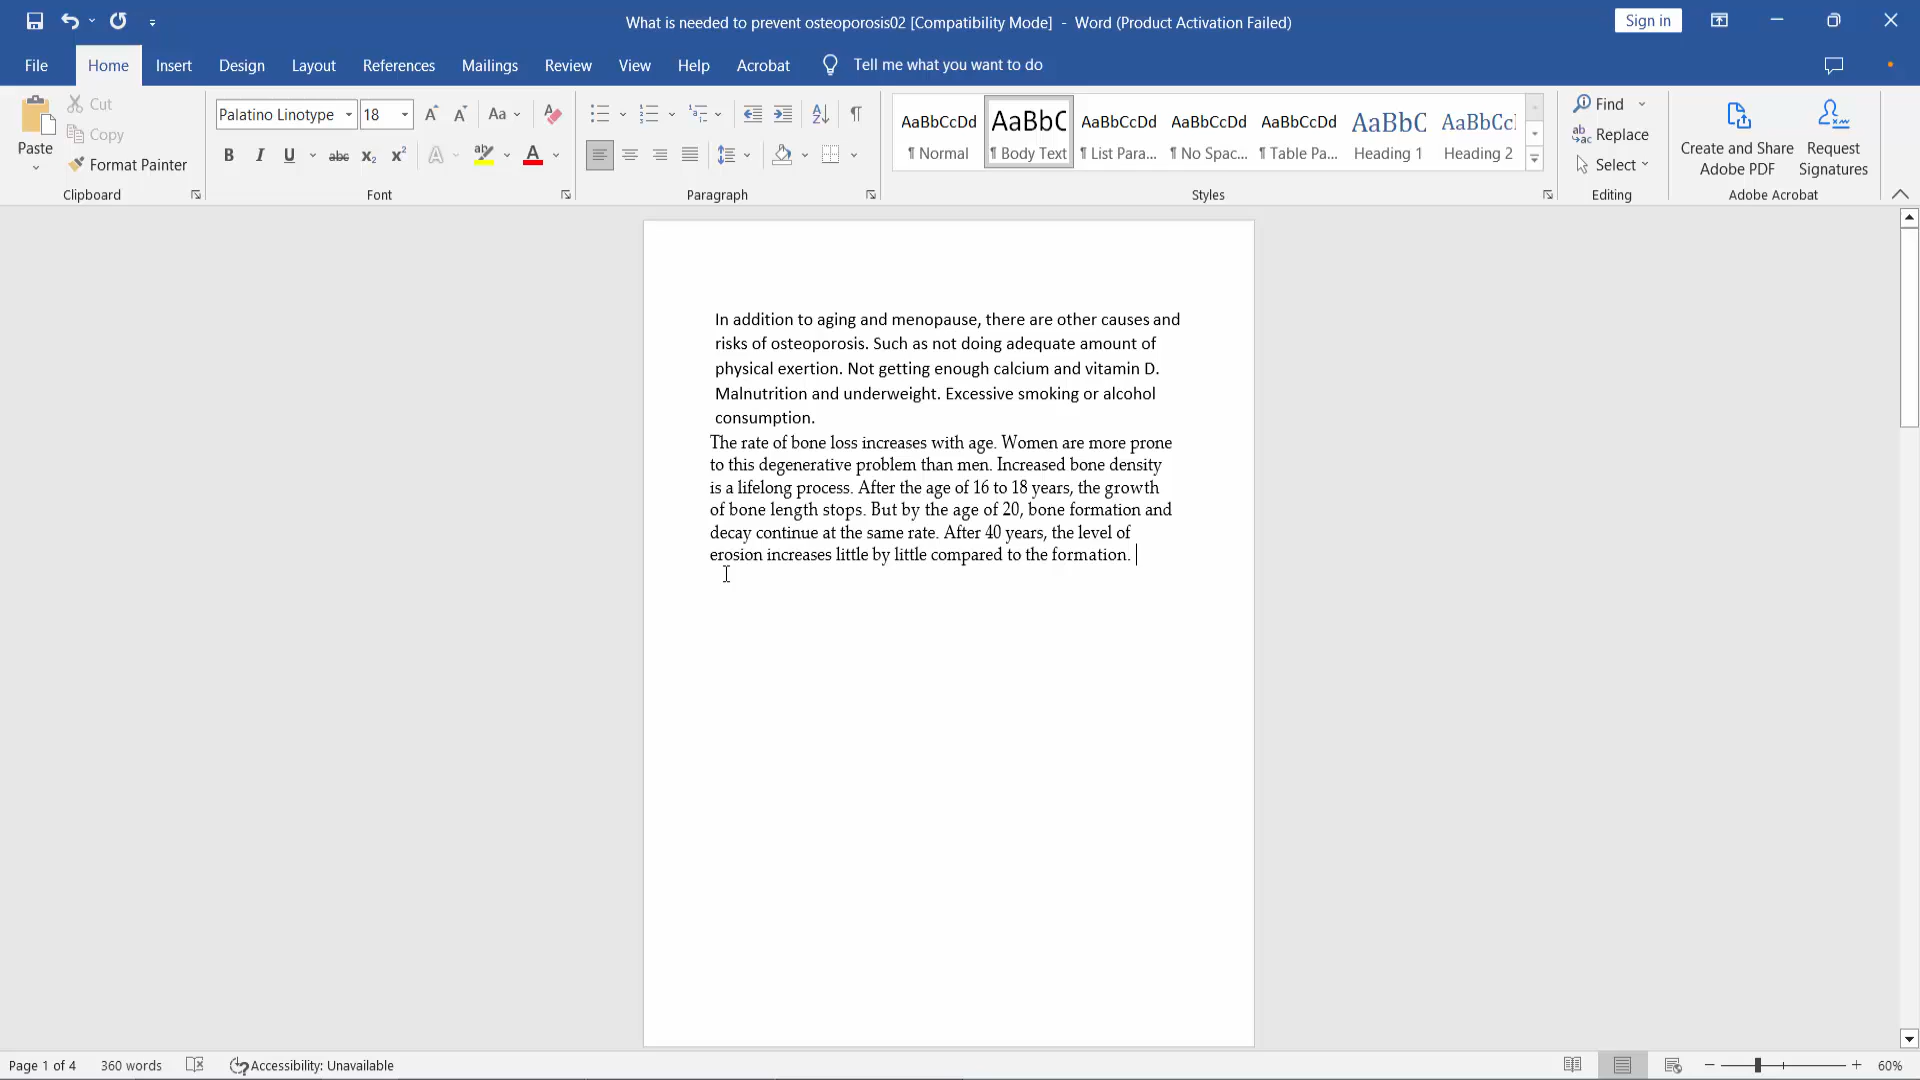 What is needed to prevent osteoporosis02 [Compatibility Mode] - Word (Product Activation Failed)
Sign in
File Home Insert Design Layout References Mailings Review View Help Acrobat Tell me what you want to do
Paste
Cut
Copy
Format Painter
Clipboard
Palatino Linotype 18
Font
Paragraph
AaBbCcDd AaBbC AaBbCcDd AaBbCcDd AaBbCcDd AaBbC AaBbCc
¶ Normal ¶ Body Text ¶ List Para... ¶ No Spac... ¶ Table Pa... Heading 1 Heading 2
Styles
Find
Replace
Select
Editing
Create and Share
Adobe PDF
Request
Signatures
Adobe Acrobat
In addition to aging and menopause, there are other causes and
risks of osteoporosis. Such as not doing adequate amount of
physical exertion. Not getting enough calcium and vitamin D.
Malnutrition and underweight. Excessive smoking or alcohol
consumption.
The rate of bone loss increases with age. Women are more prone
to this degenerative problem than men. Increased bone density
is a lifelong process. After the age of 16 to 18 years, the growth
of bone length stops. But by the age of 20, bone formation and
decay continue at the same rate. After 40 years, the level of
erosion increases little by little compared to the formation.
Page 1 of 4 360 words Accessibility: Unavailable 60%